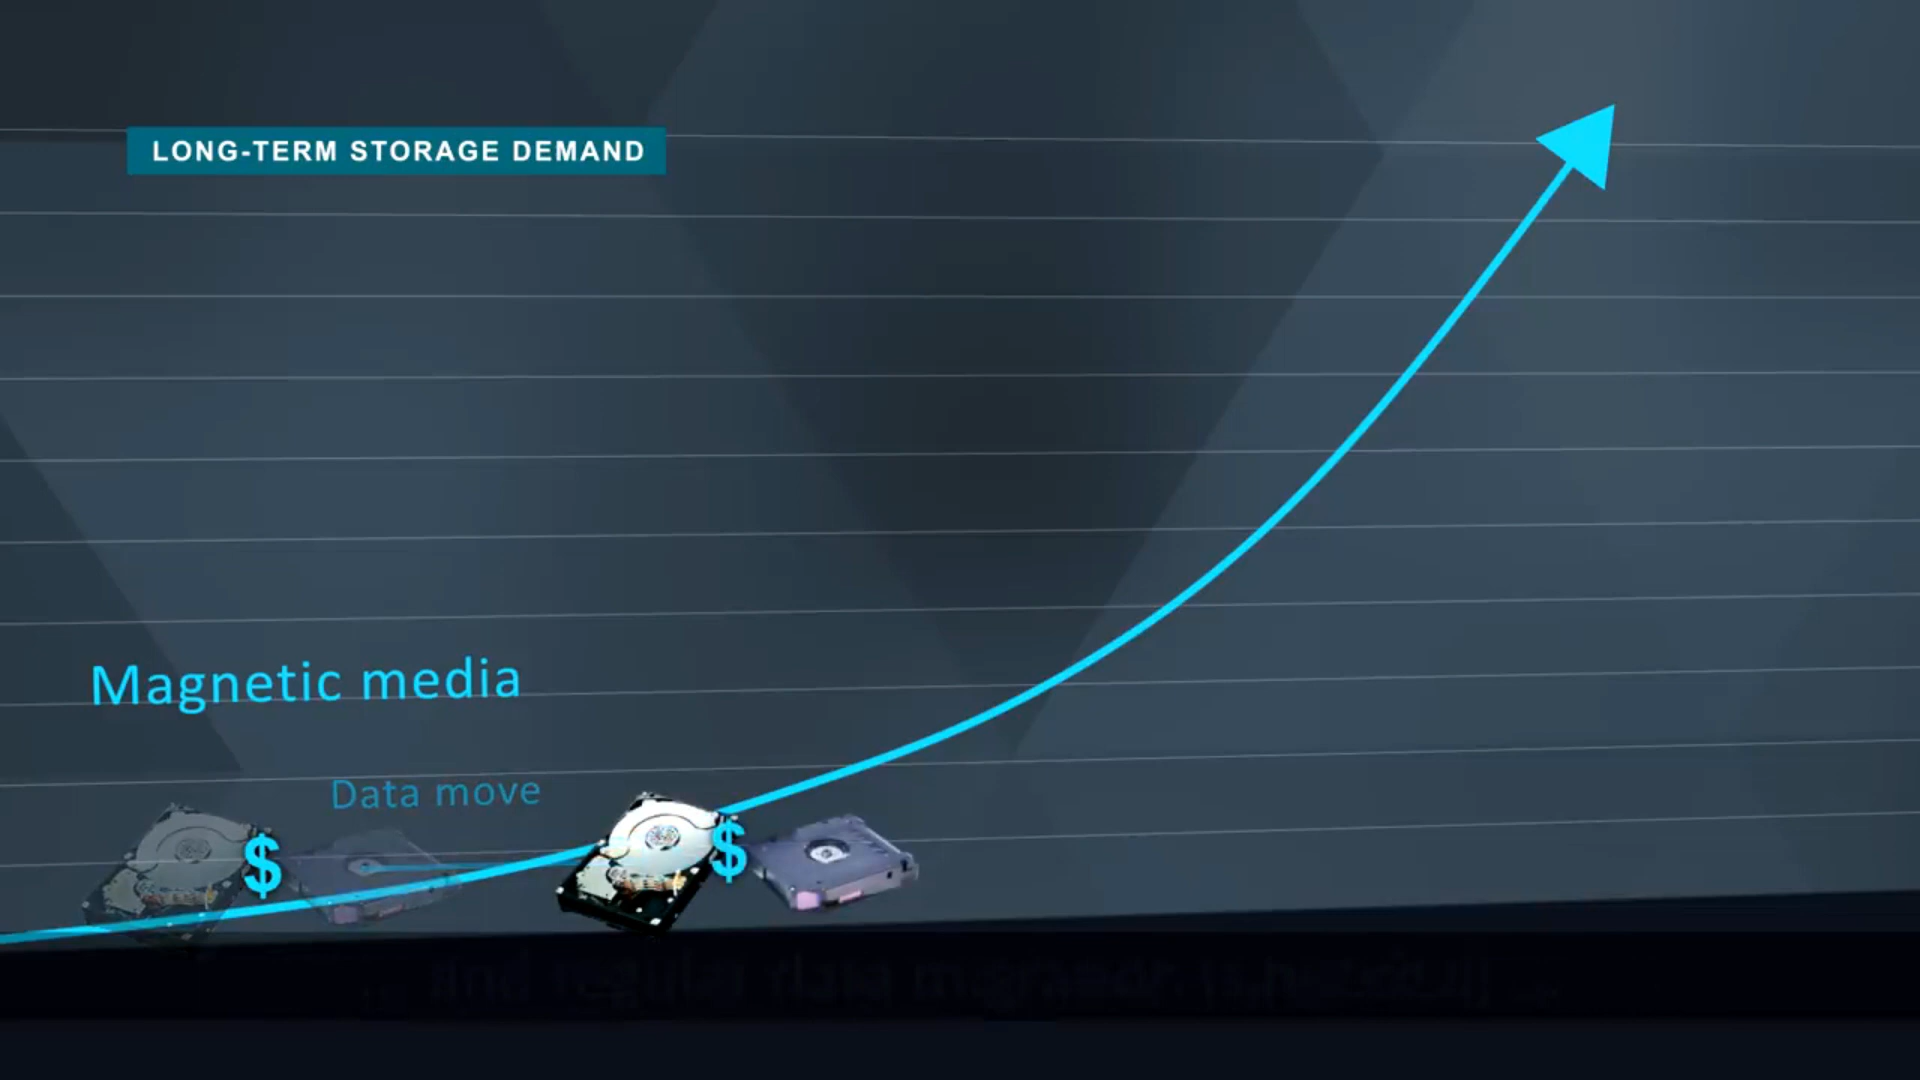 LONG-TERM STORAGE DEMAND
Magnetic media
Data move
$
$